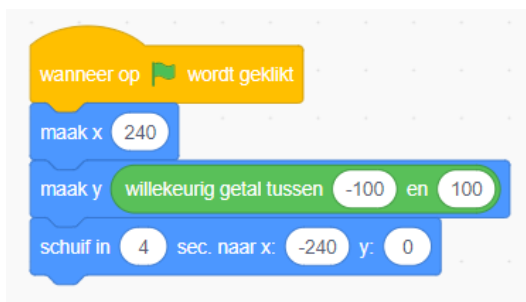 wanneer op wordt geklikt
maak x 240
maak y willekeurig getal tussen -100 en 100
schuif in 4 sec. naar x: -240 y: 0